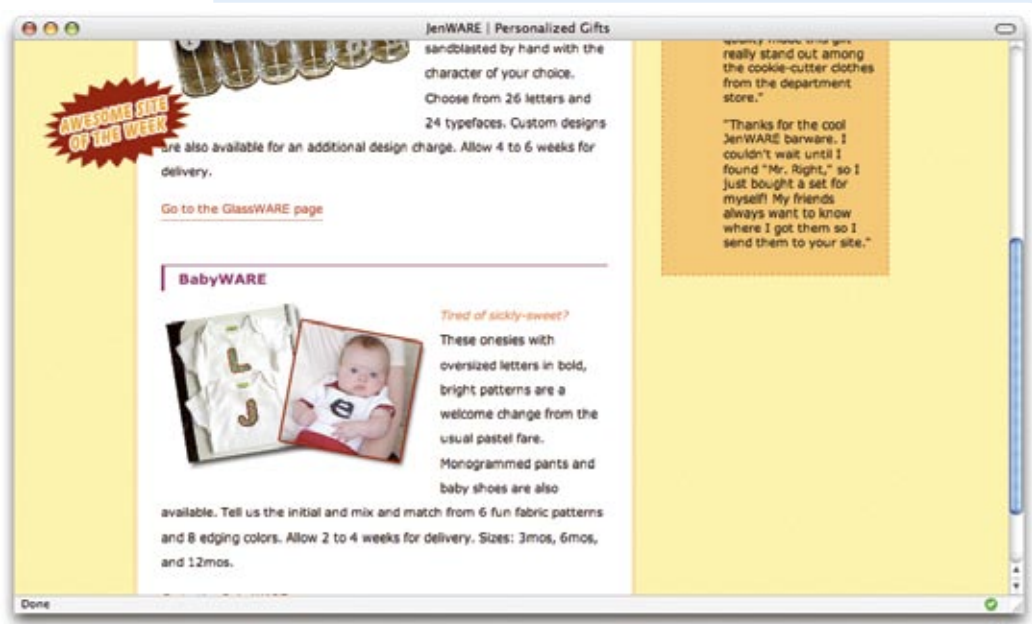 JenWARE | Personalized Gifts
sandblasted by hand with the
character of your choice.
Choose from 26 letters and
24 typefaces. Custom designs
are also available for an additional design charge. Allow 4 to 6 weeks for
delivery.
Go to the GlassWARE page
AWESOME SITE
OF THE WEEK
BabyWARE
L
J
e
Tired of sickly-sweet?
These onesies with
oversized letters in bold,
bright patterns are a
welcome change from the
usual pastel fare.
Monogrammed pants and
baby shoes are also
available. Tell us the initial and mix and match from 6 fun fabric patterns
and 8 edging colors. Allow 2 to 4 weeks for delivery. Sizes: 3mos, 6mos,
and 12mos.
quality made this gift
really stand out among
the cookie-cutter clothes
from the department
store."
"Thanks for the cool
JenWARE barware. I
couldn't wait until I
found "Mr. Right," so I
just bought a set for
myself! My friends
always want to know
where I got them so I
send them to your site."
Done